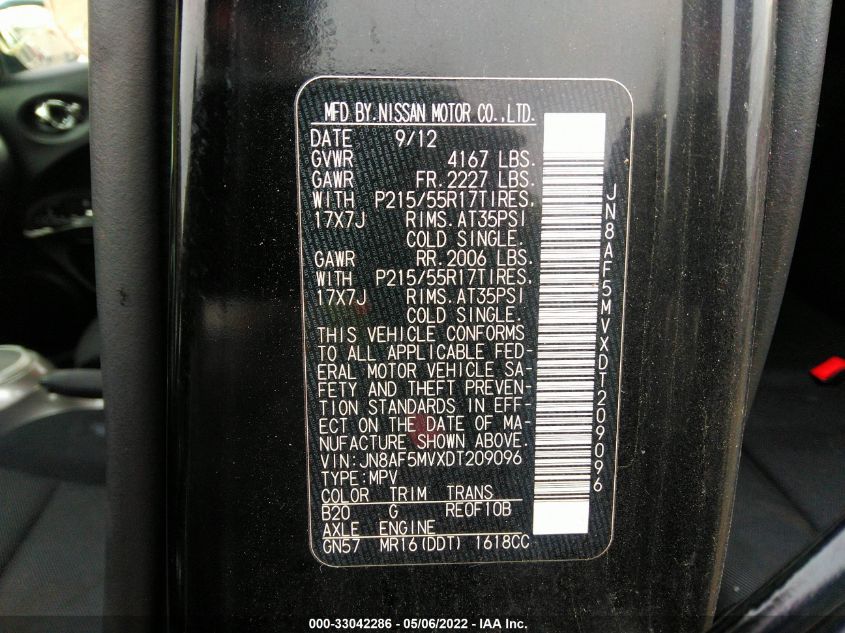 MFD BY.NISSAN MOTOR CO.,LTD.
DATE 9/12
GVWR 4167 LBS.
GAWR FR.2227 LBS.
WITH P215/55R17TIRES.
17X7J RIMS.AT35PSI
COLD SINGLE.
GAWR RR.2006 LBS.
WITH P215/55R17TIRES.
17X7J RIMS.AT35PSI
COLD SINGLE.
THIS VEHICLE CONFORMS
TO ALL APPLICABLE FED-
ERAL MOTOR VEHICLE SA-
FETY AND THEFT PREVEN-
TION STANDARDS IN EFF-
ECT ON THE DATE OF MA-
NUFACTURE SHOWN ABOVE.
VIN:JN8AF5MVXDT209096
TYPE:MPV
COLOR TRIM TRANS
B20 G RE0F10B
AXLE ENGINE
GN57 MR16(DDT) 1618CC
JN8AF5MVXDT209096
000-33042286 - 05/06/2022 - IAA Inc.